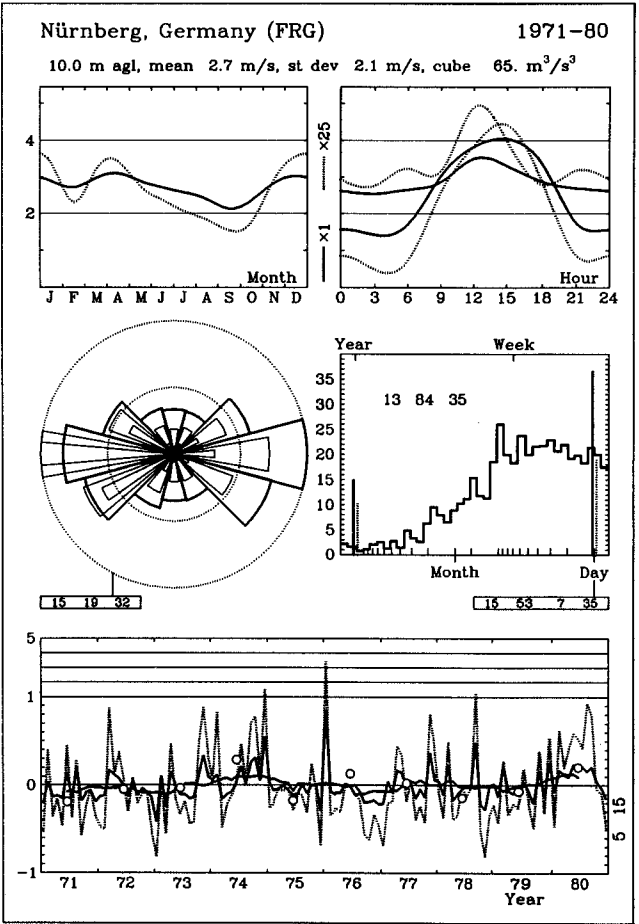 Nürnberg, Germany (FRG) 1971-80
10.0 m agl, mean 2.7 m/s, st dev 2.1 m/s, cube 65. m³/s³
4
2
×1 ×25
Month
J F M A M J J A S O N D
Hour
0 3 6 9 12 15 18 21 24
Year Week
35
30
25
20
15
10
5
0
13 84 35
Month Day
15 19 32
15 53 7 35
5
1
0
-1
5 15
71 72 73 74 75 76 77 78 79 80
Year